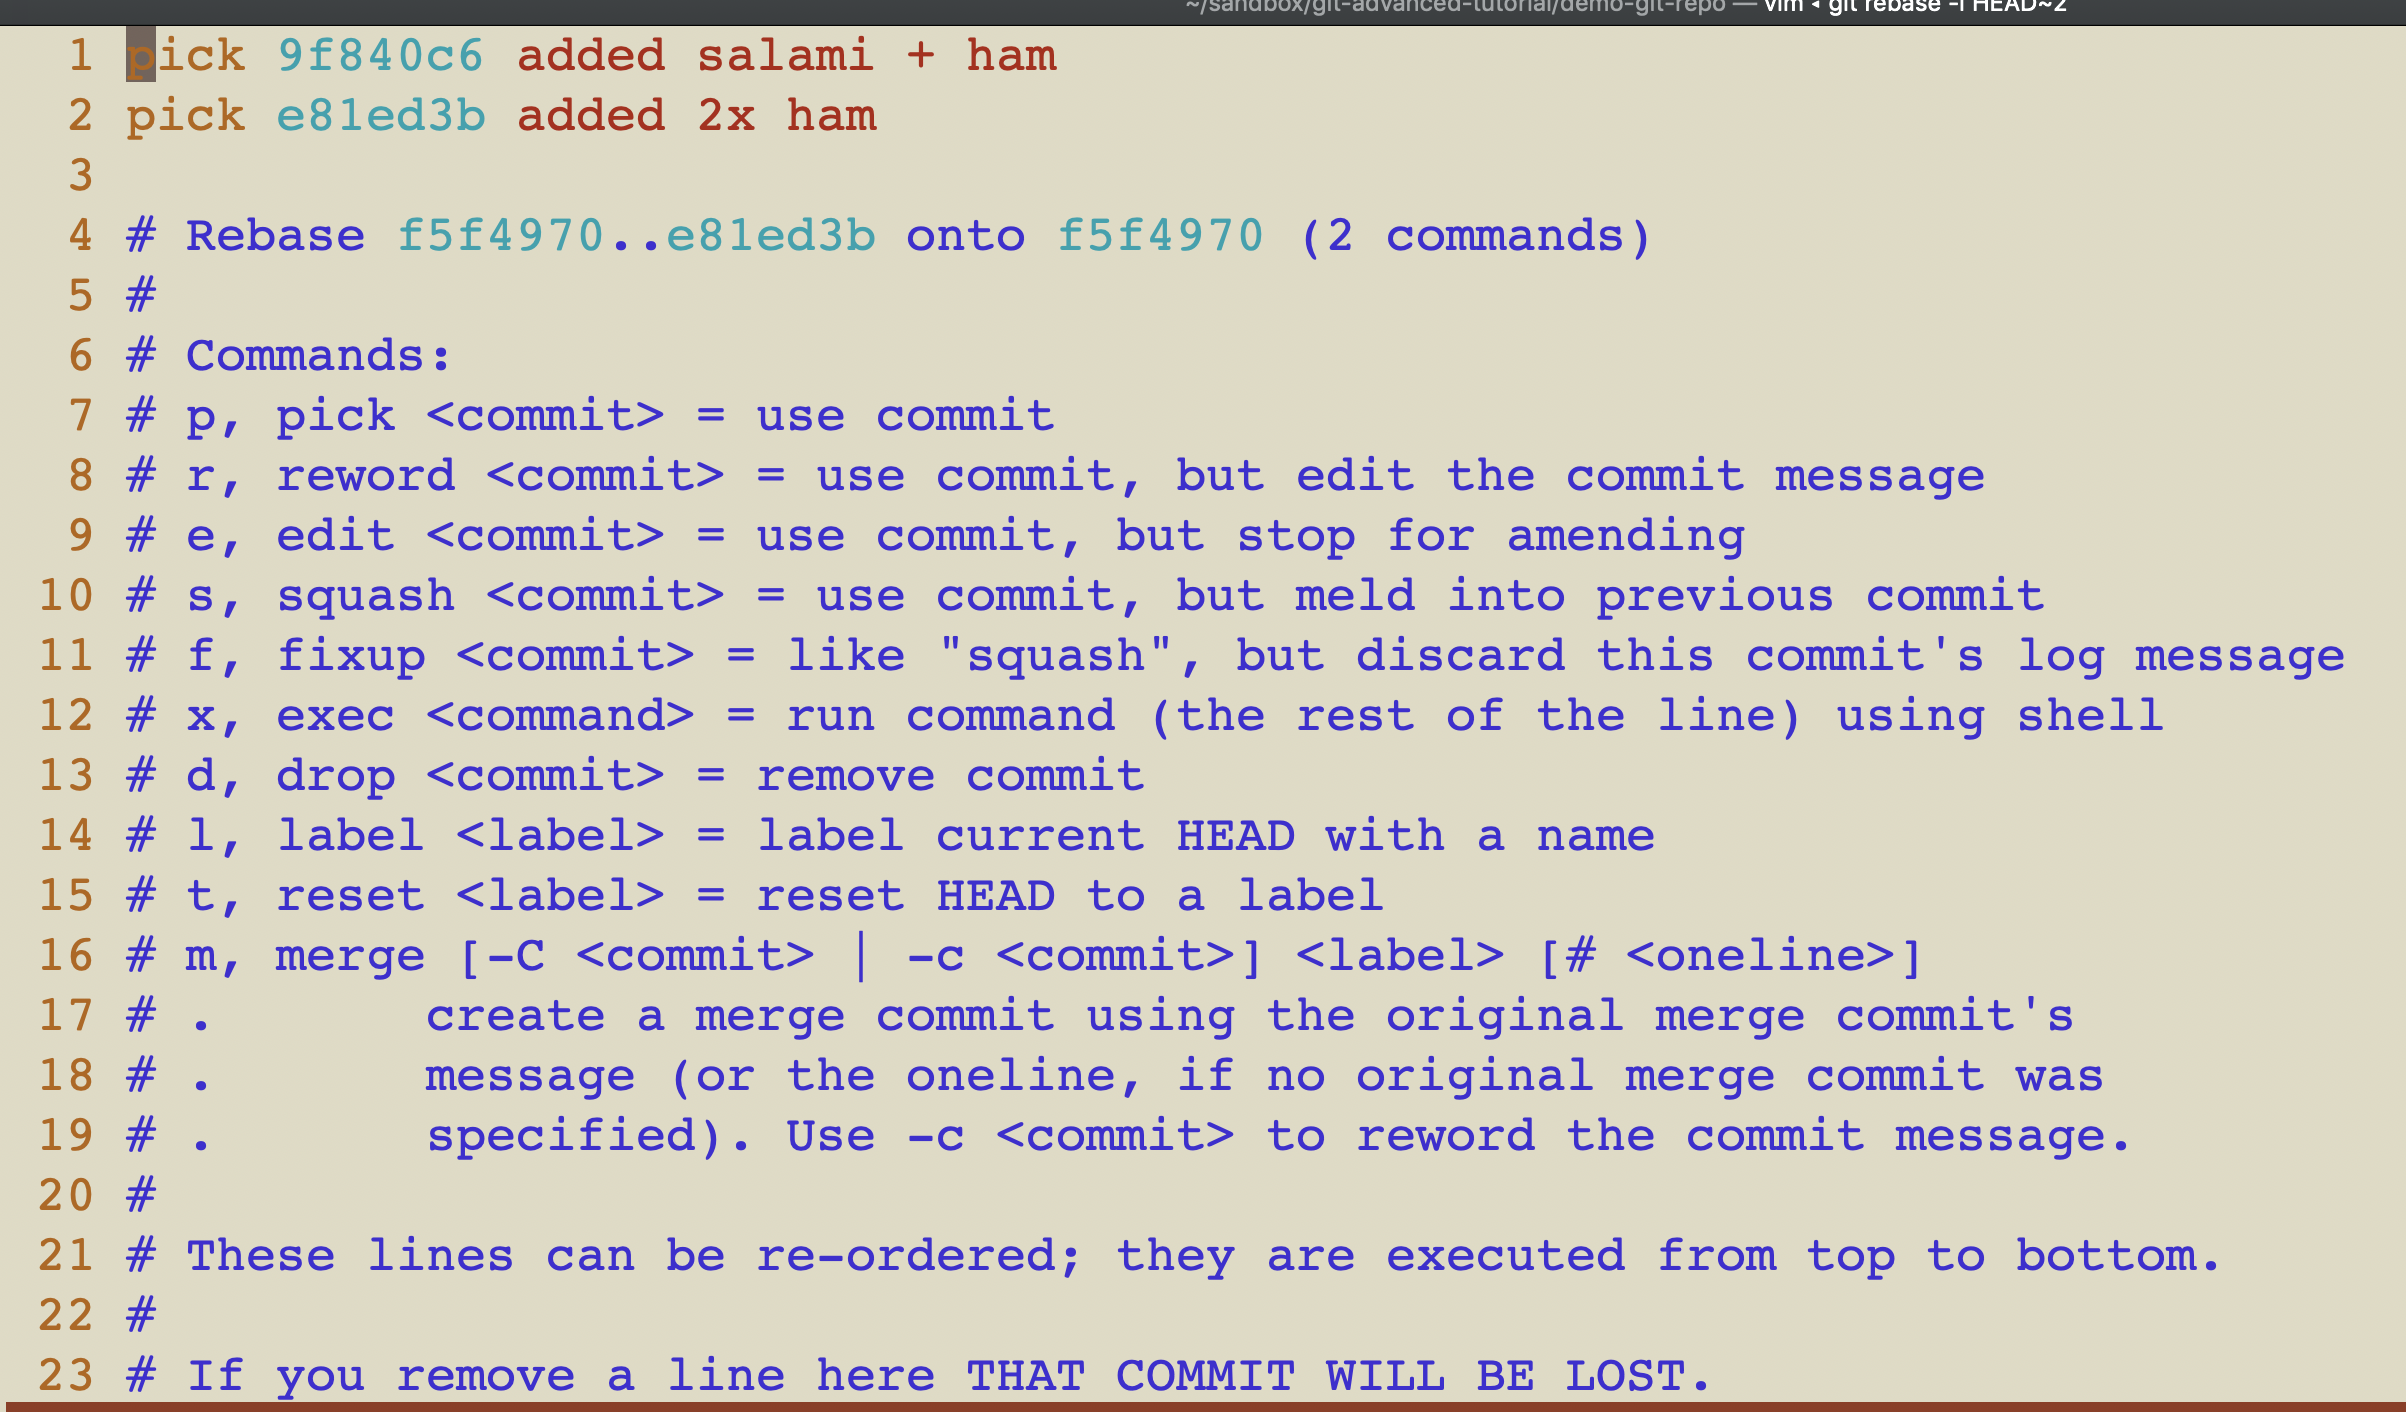 ~/sandbox/git-advanced-tutorial/demo-git-repo — vim ◂ git rebase -i HEAD~2
1 pick 9f840c6 added salami + ham
2 pick e81ed3b added 2x ham
3
4 # Rebase f5f4970..e81ed3b onto f5f4970 (2 commands)
5 #
6 # Commands:
7 # p, pick <commit> = use commit
8 # r, reword <commit> = use commit, but edit the commit message
9 # e, edit <commit> = use commit, but stop for amending
10 # s, squash <commit> = use commit, but meld into previous commit
11 # f, fixup <commit> = like "squash", but discard this commit's log message
12 # x, exec <command> = run command (the rest of the line) using shell
13 # d, drop <commit> = remove commit
14 # l, label <label> = label current HEAD with a name
15 # t, reset <label> = reset HEAD to a label
16 # m, merge [-C <commit> | -c <commit>] <label> [# <oneline>]
17 # .       create a merge commit using the original merge commit's
18 # .       message (or the oneline, if no original merge commit was
19 # .       specified). Use -c <commit> to reword the commit message.
20 #
21 # These lines can be re-ordered; they are executed from top to bottom.
22 #
23 # If you remove a line here THAT COMMIT WILL BE LOST.